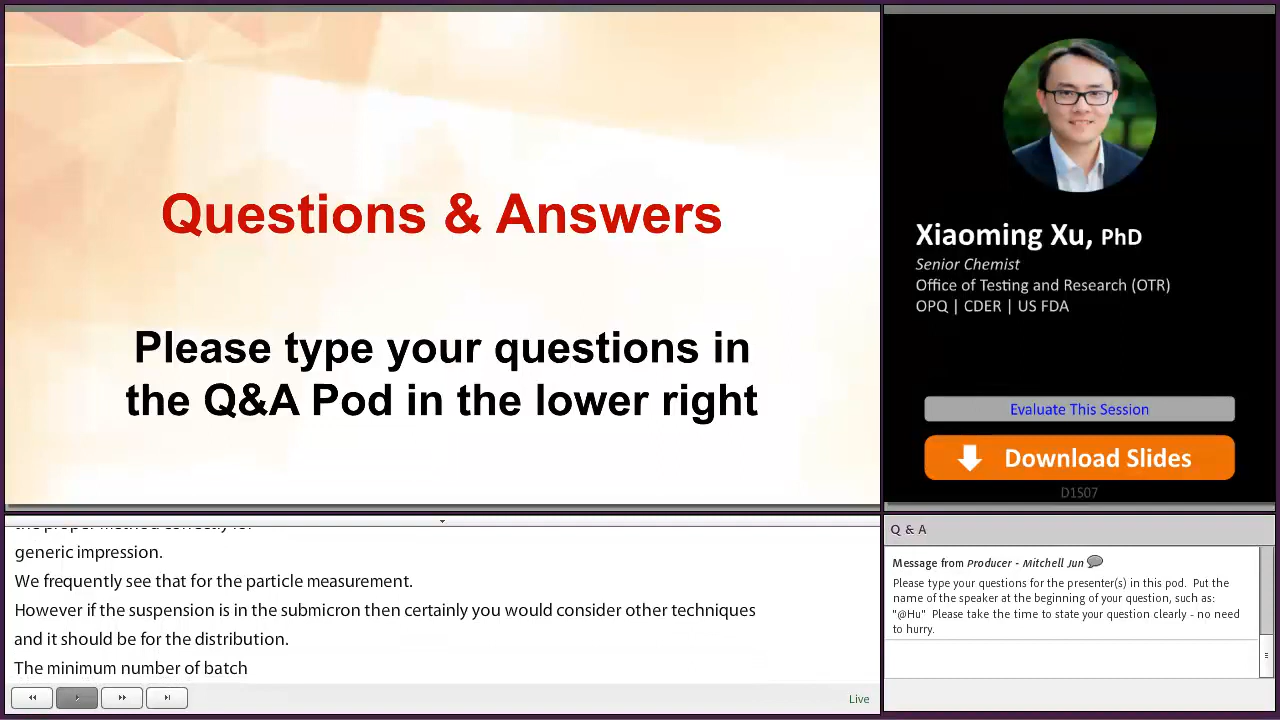 Questions & Answers
Please type your questions in
the Q&A Pod in the lower right
Xiaoming Xu, PhD
Senior Chemist
Office of Testing and Research (OTR)
OPQ | CDER | US FDA
Evaluate This Session
Download Slides
D1S07
generic impression.
We frequently see that for the particle measurement.
However if the suspension is in the submicron then certainly you would consider other techniques
and it should be for the distribution.
The minimum number of batch
Live
Q & A
Message from Producer - Mitchell Jun
Please type your questions for the presenter(s) in this pod. Put the
name of the speaker at the beginning of your question, such as:
"@Hu" Please take the time to state your question clearly - no need
to hurry.